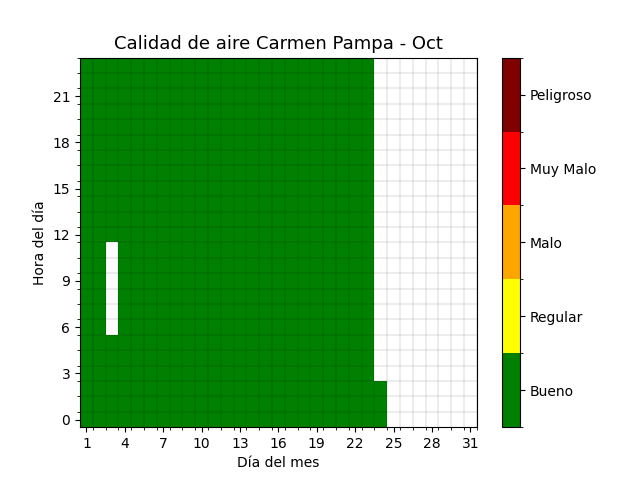 Calidad de aire Carmen Pampa - Oct
Hora del día
21
18
15
12
9
6
3
0
1 4 7 10 13 16 19 22 25 28 31
Día del mes
Peligroso
Muy Malo
Malo
Regular
Bueno